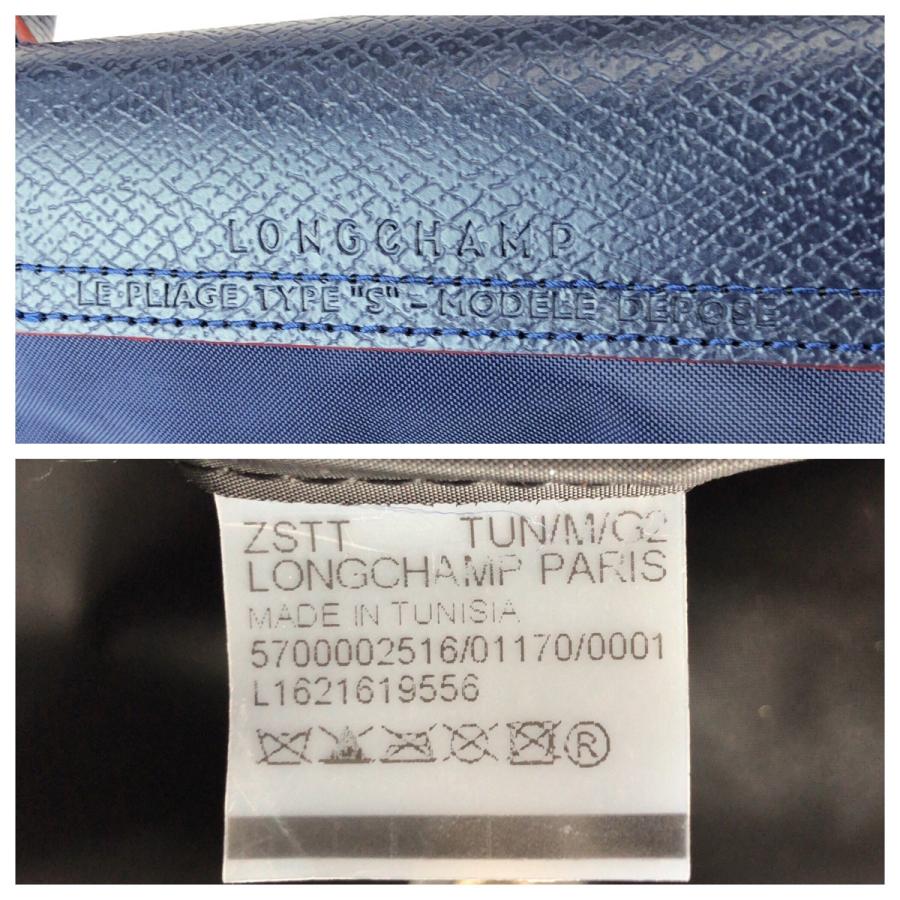 LONGCHAMP
LE PLIAGE TYPE "S" - MODELE DEPOSE
ZSTT TUN/M/G2
LONGCHAMP PARIS
MADE IN TUNISIA
5700002516/01170/0001
L1621619556
®